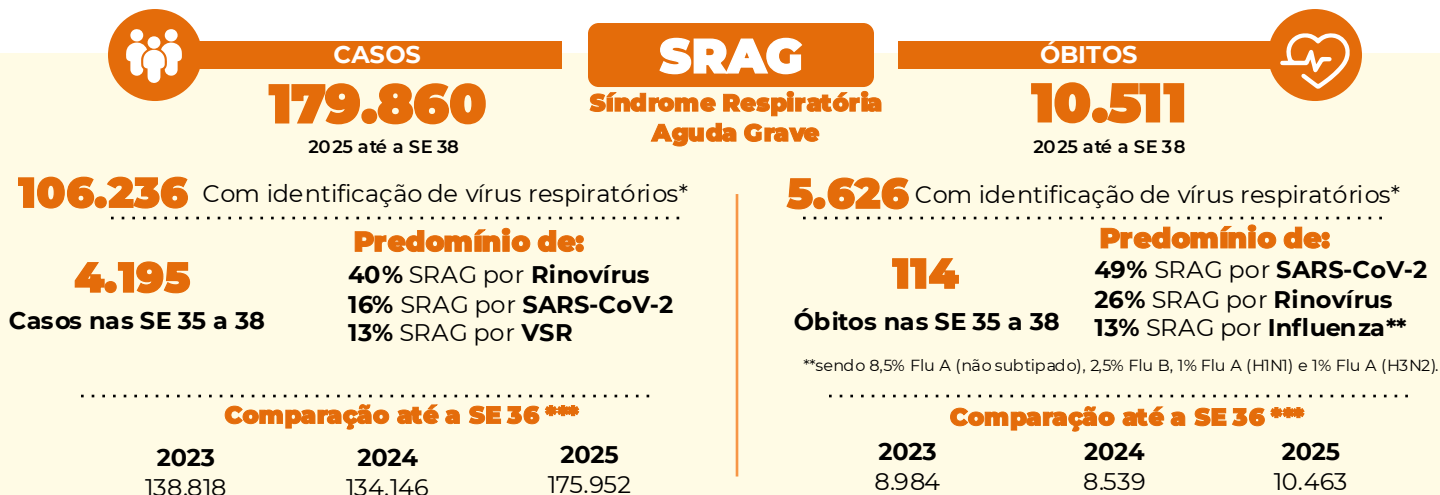 CASOS
179.860
2025 até a SE 38
SRAG
Síndrome Respiratória
Aguda Grave
ÓBITOS
10.511
2025 até a SE 38
106.236 Com identificação de vírus respiratórios*
4.195
Casos nas SE 35 a 38
Predomínio de:
40% SRAG por Rinovírus
16% SRAG por SARS-CoV-2
13% SRAG por VSR
Comparação até a SE 36 ***
2023 2024 2025
138.818 134.146 175.952
5.626 Com identificação de vírus respiratórios*
114
Óbitos nas SE 35 a 38
Predomínio de:
49% SRAG por SARS-CoV-2
26% SRAG por Rinovírus
13% SRAG por Influenza**
**sendo 8,5% Flu A (não subtipado), 2,5% Flu B, 1% Flu A (H1N1) e 1% Flu A (H3N2).
Comparação até a SE 36 ***
2023 2024 2025
8.984 8.539 10.463